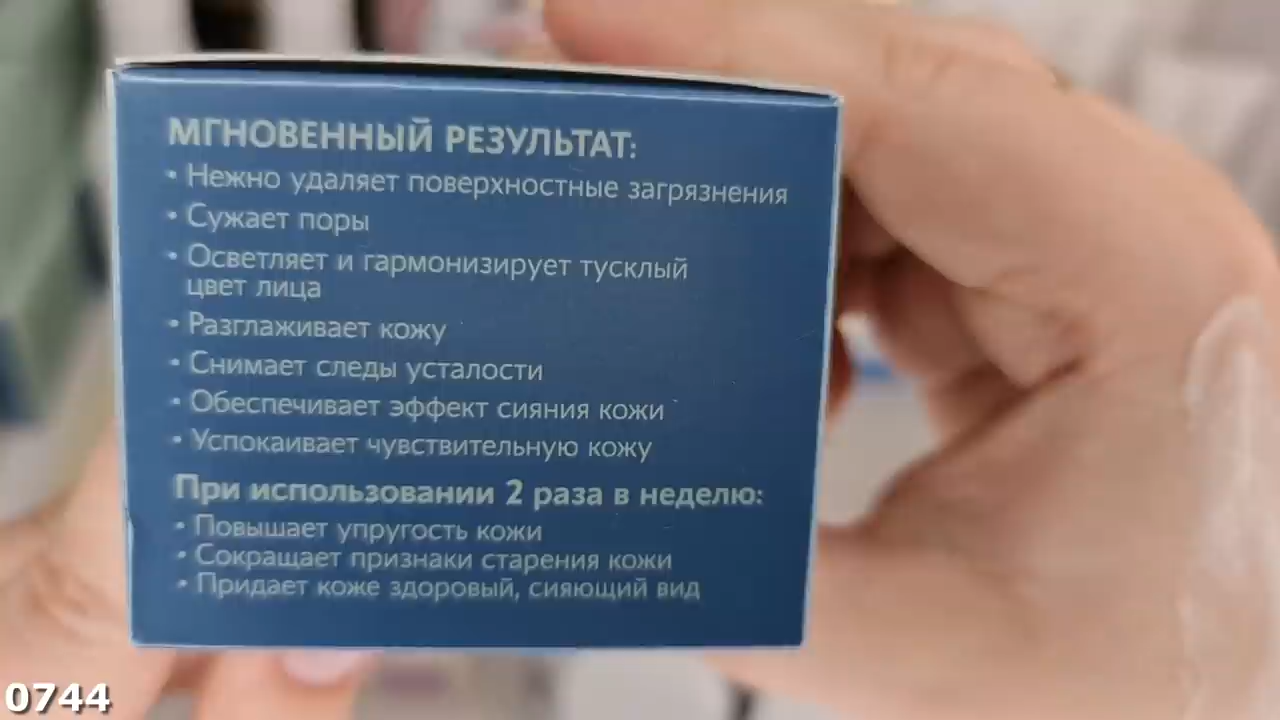 МГНОВЕННЫЙ РЕЗУЛЬТАТ:
• Нежно удаляет поверхностные загрязнения
• Сужает поры
• Осветляет и гармонизирует тусклый
цвет лица
• Разглаживает кожу
• Снимает следы усталости
• Обеспечивает эффект сияния кожи
• Успокаивает чувствительную кожу
При использовании 2 раза в неделю:
• Повышает упругость кожи
• Сокращает признаки старения кожи
• Придает коже здоровый, сияющий вид
0744